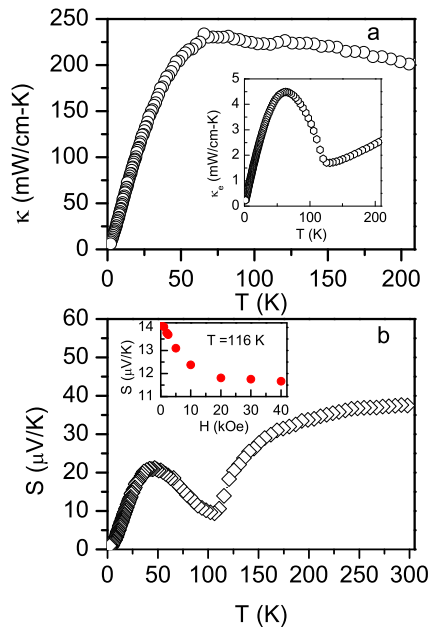 a
κ (mW/cm-K)
250
200
150
100
50
0
0 50 100 150 200
T (K)
κe (mW/cm-K)
5
4
3
2
1
0
0 50 100 150 200
T (K)
b
S (μV/K)
60
50
40
30
20
10
0
0 50 100 150 200 250 300
T (K)
S (μV/K)
14
13
12
11
T =116 K
0 10 20 30 40
H (kOe)